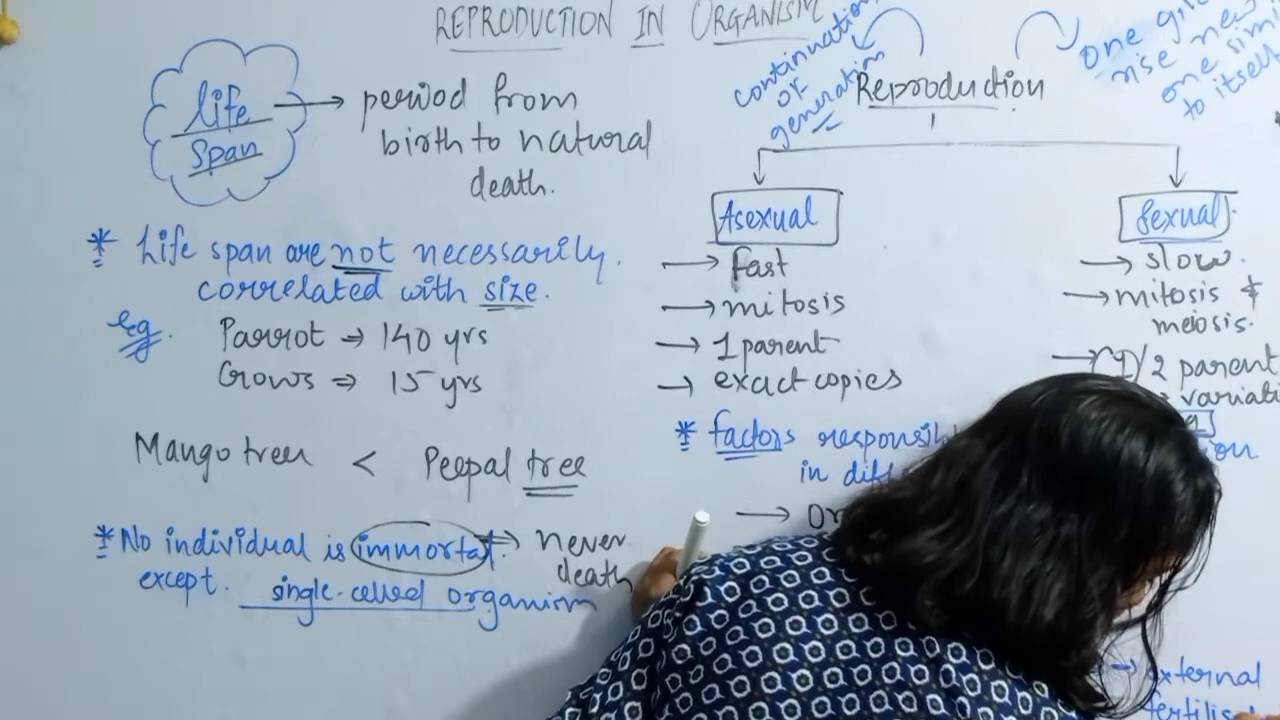 REPRODUCTION IN ORGANISM
life
Span
period from
birth to natural
death.
* Life span are not necessarily.
correlated with size.
eg.
Parrot ⇒ 140 yrs
Crows ⇒ 15 yrs
Mango tree < Peepal tree
* No individual is immortal. ⇒ never
death
except. single-celled organism
continuation
of
generation
Reproduction
one
rise new
one
to itself
Asexual
→ fast
→ mitosis
→ 1 parent
→ exact copies
Sexual
→ slow.
→ mitosis &
meiosis.
→ (1)/2 parent
* factors
in
→
→ external